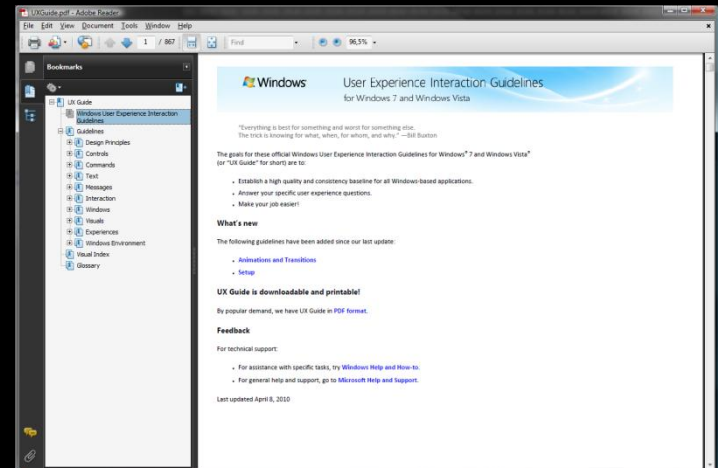 UXGuide.pdf - Adobe Reader
File Edit View Document Tools Window Help
1 / 867 Find 96,5%
Bookmarks
UX Guide
Windows User Experience Interaction
Guidelines
Guidelines
Design Principles
Controls
Commands
Text
Messages
Interaction
Windows
Visuals
Experiences
Windows Environment
Visual Index
Glossary
Windows® User Experience Interaction Guidelines
for Windows 7 and Windows Vista
"Everything is best for something and worst for something else.
The trick is knowing for what, when, for whom, and why." —Bill Buxton
The goals for these official Windows User Experience Interaction Guidelines for Windows® 7 and Windows Vista®
(or "UX Guide" for short) are to:
• Establish a high quality and consistency baseline for all Windows-based applications.
• Answer your specific user experience questions.
• Make your job easier!
What's new
The following guidelines have been added since our last update:
• Animations and Transitions
• Setup
UX Guide is downloadable and printable!
By popular demand, we have UX Guide in PDF format.
Feedback
For technical support:
• For assistance with specific tasks, try Windows Help and How-to.
• For general help and support, go to Microsoft Help and Support.
Last updated April 8, 2010